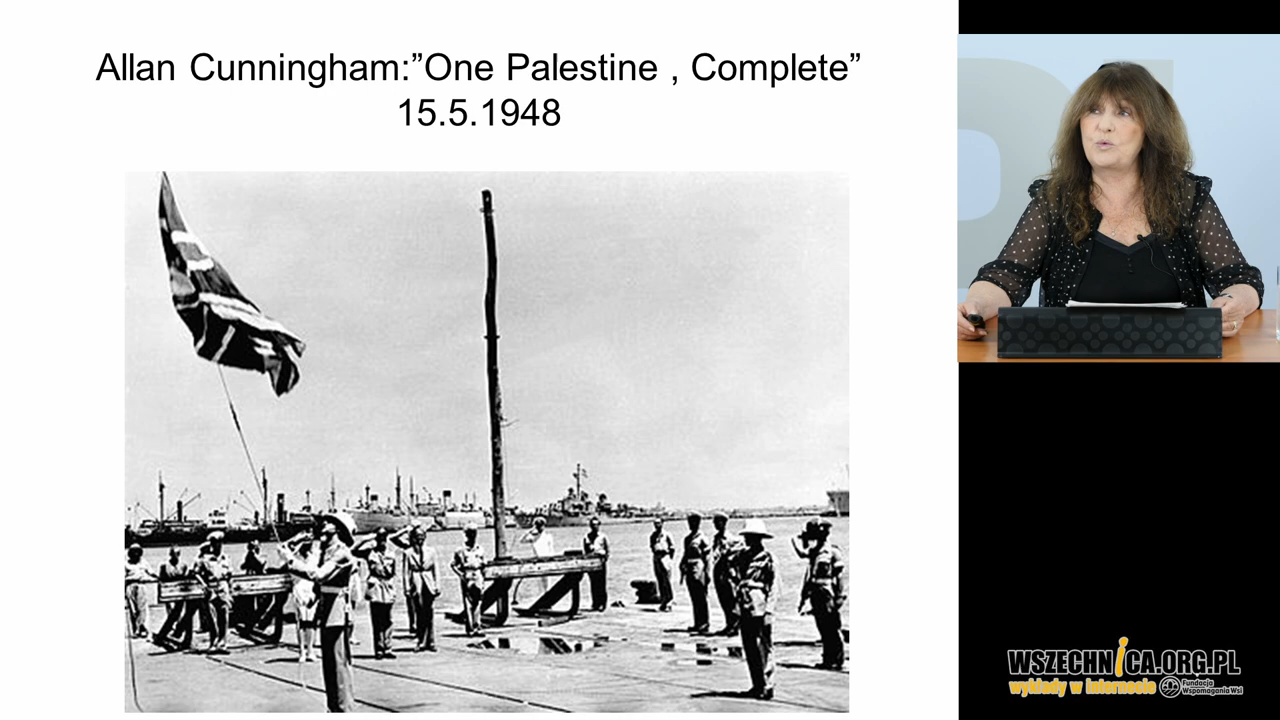 Allan Cunningham:”One Palestine , Complete”
15.5.1948
WSZECHNICA.ORG.PL
wykłady w internecie
Fundacja
Wspomagania Wsi